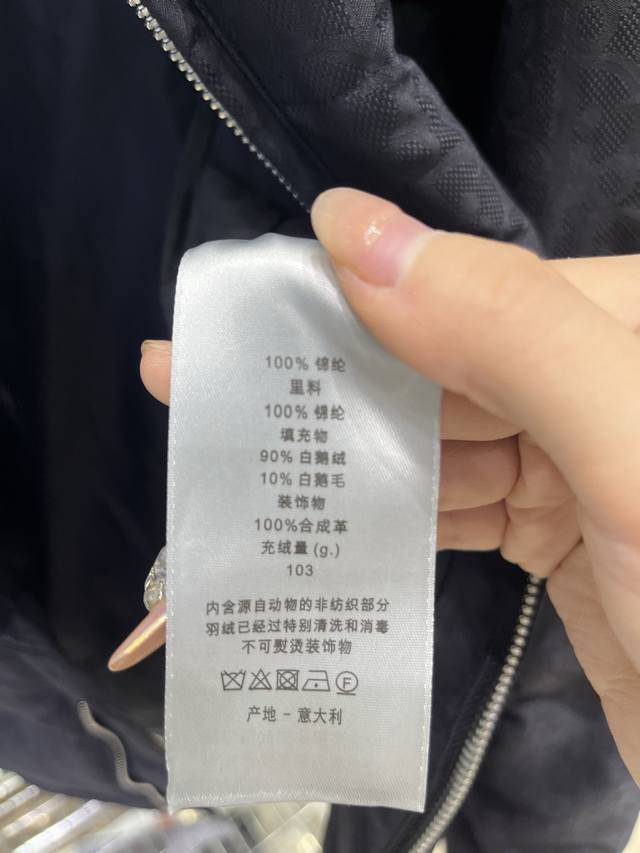 100% 锦纶
里料
100% 锦纶
填充物
90% 白鹅绒
10% 白鹅毛
装饰物
100%合成革
充绒量 (g.)
103
内含源自动物的非纺织部分
羽绒已经过特别清洗和消毒
不可熨烫装饰物
产地 - 意大利